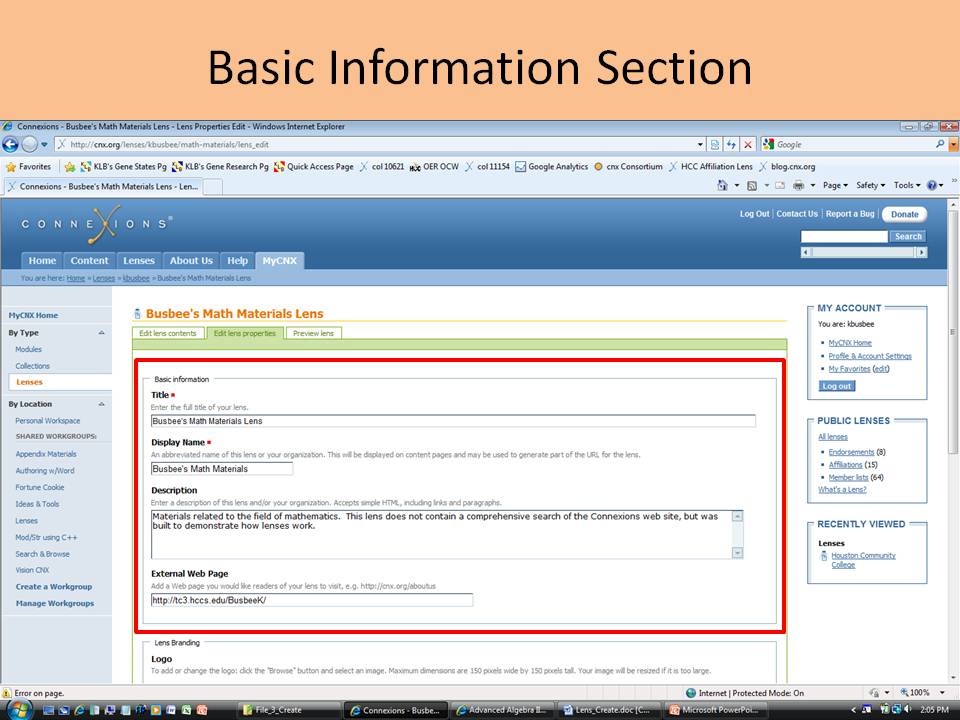 Basic Information Section
Connexions - Busbee's Math Materials Lens - Lens Properties Edit - Windows Internet Explorer
http://cnx.org/lenses/kbusbee/math-materials/lens_edit
Google
Favorites
KLB's Gene States Pg
KLB's Gene Research Pg
Quick Access Page
col 10621
OER OCW
col 11154
Google Analytics
cnx Consortium
HCC Affiliation Lens
blog.cnx.org
Connexions - Busbee's Math Materials Lens - Len...
Page
Safety
Tools
CONNEXIONS®
Log Out | Contact Us | Report a Bug
Donate
Search
Home
Content
Lenses
About Us
Help
MyCNX
You are here: Home » Lenses » kbusbee » Busbee's Math Materials Lens
MyCNX Home
By Type
Modules
Collections
Lenses
By Location
Personal Workspace
SHARED WORKGROUPS:
Appendix Materials
Authoring w/Word
Fortune Cookie
Ideas & Tools
Lenses
Mod/Str using C++
Search & Browse
Vision CNX
Create a Workgroup
Manage Workgroups
Busbee's Math Materials Lens
Edit lens contents
Edit lens properties
Preview lens
Basic information
Title
Enter the full title of your lens.
Busbee's Math Materials Lens
Display Name
An abbreviated name of this lens or your organization. This will be displayed on content pages and may be used to generate part of the URL for the lens.
Busbee's Math Materials
Description
Enter a description of this lens and/or your organization. Accepts simple HTML, including links and paragraphs.
Materials related to the field of mathematics. This lens does not contain a comprehensive search of the Connexions web site, but was
built to demonstrate how lenses work.
External Web Page
Add a Web page you would like readers of your lens to visit, e.g. http://cnx.org/aboutus
http://tc3.hccs.edu/BusbeeK/
Lens Branding
Logo
To add or change the logo: click the "Browse" button and select an image. Maximum dimensions are 150 pixels wide by 150 pixels tall. Your image will be resized if it is too large.
MY ACCOUNT
You are: kbusbee
MyCNX Home
Profile & Account Settings
My Favorites (edit)
Log out
PUBLIC LENSES
All lenses
Endorsements (8)
Affiliations (15)
Member lists (64)
What's a Lens?
RECENTLY VIEWED
Lenses
Houston Community
College
Error on page.
Internet | Protected Mode: On
100%
File_3_Create
Connexions - Busbe...
Advanced Algebra II...
Lens_Create.doc [C...
Microsoft PowerPoi...
2:05 PM